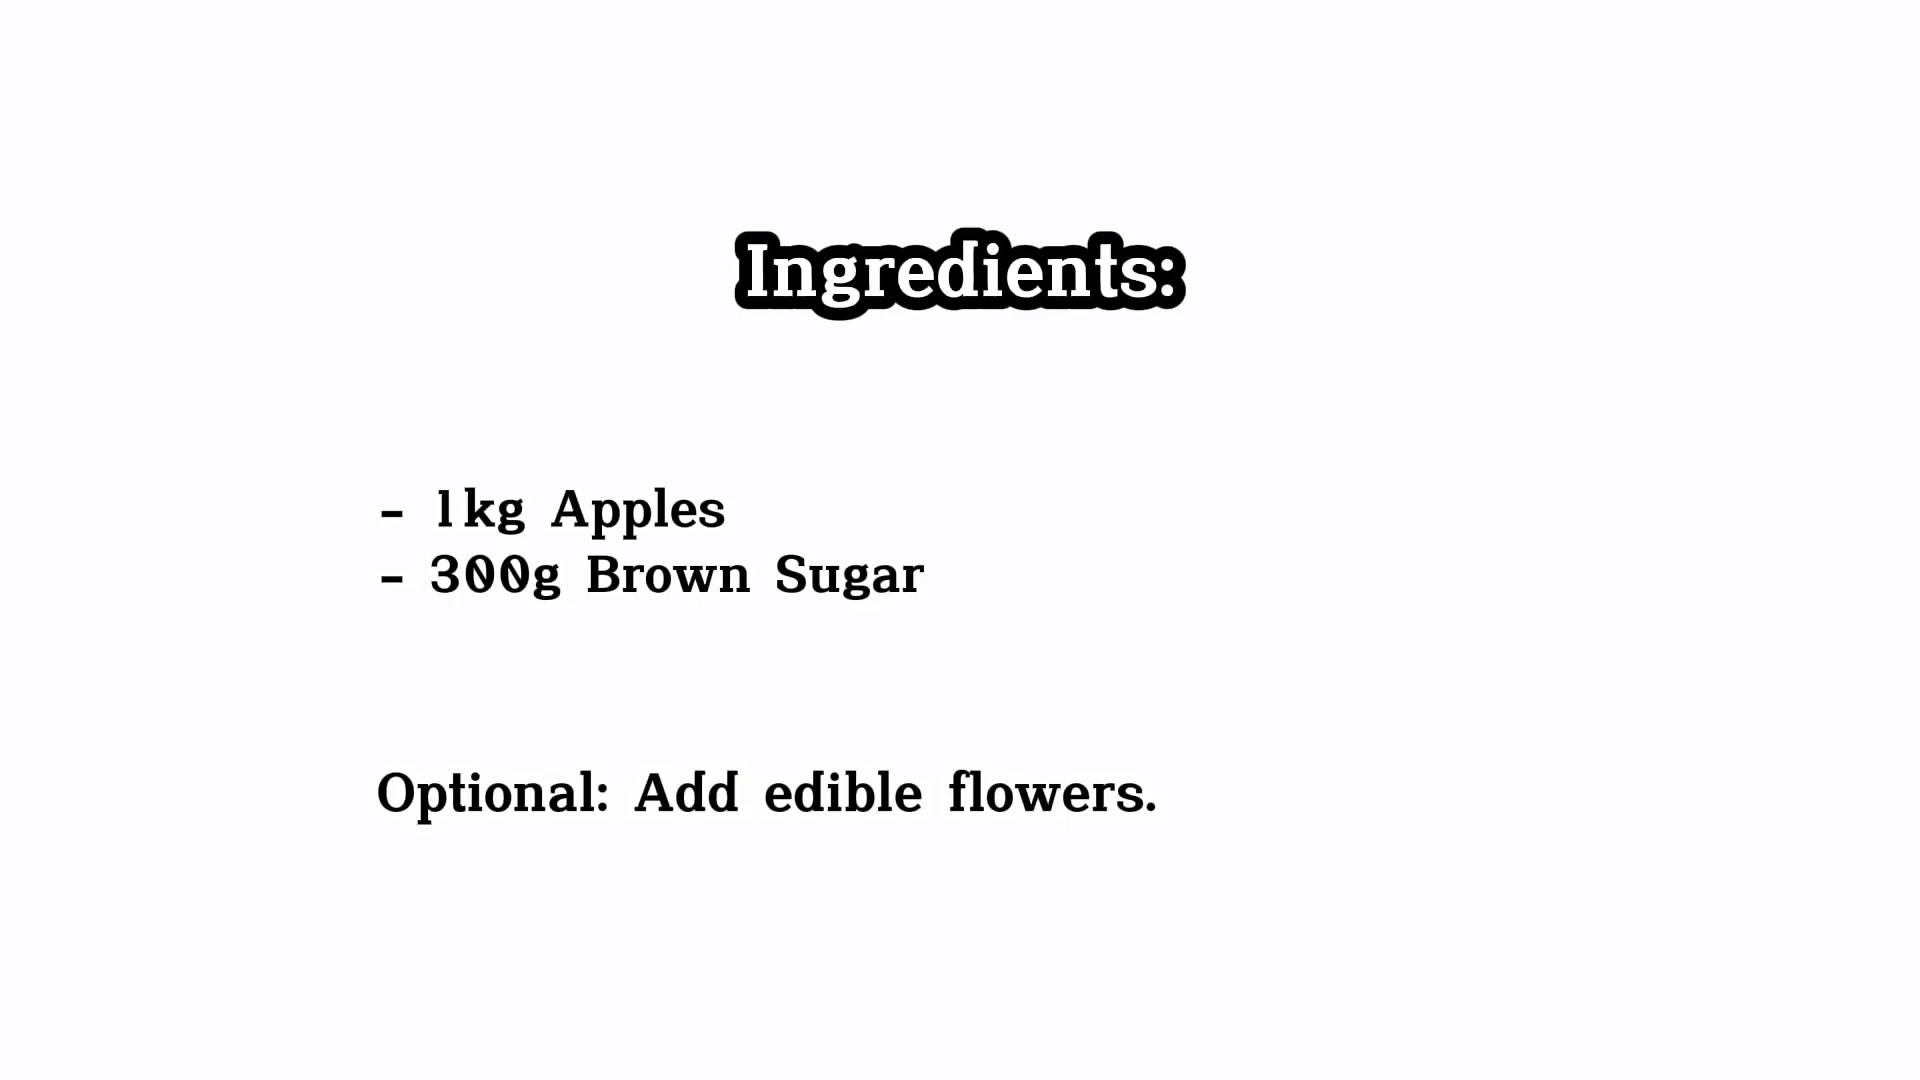 Ingredients:
- 1kg Apples
- 300g Brown Sugar
Optional: Add edible flowers.